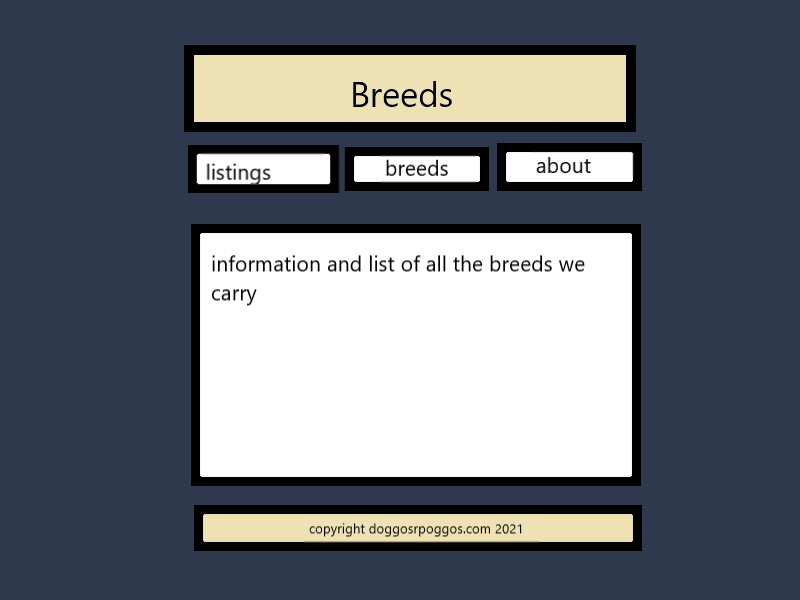 Breeds
listings
breeds
about
information and list of all the breeds we
carry
copyright doggosrpoggos.com 2021